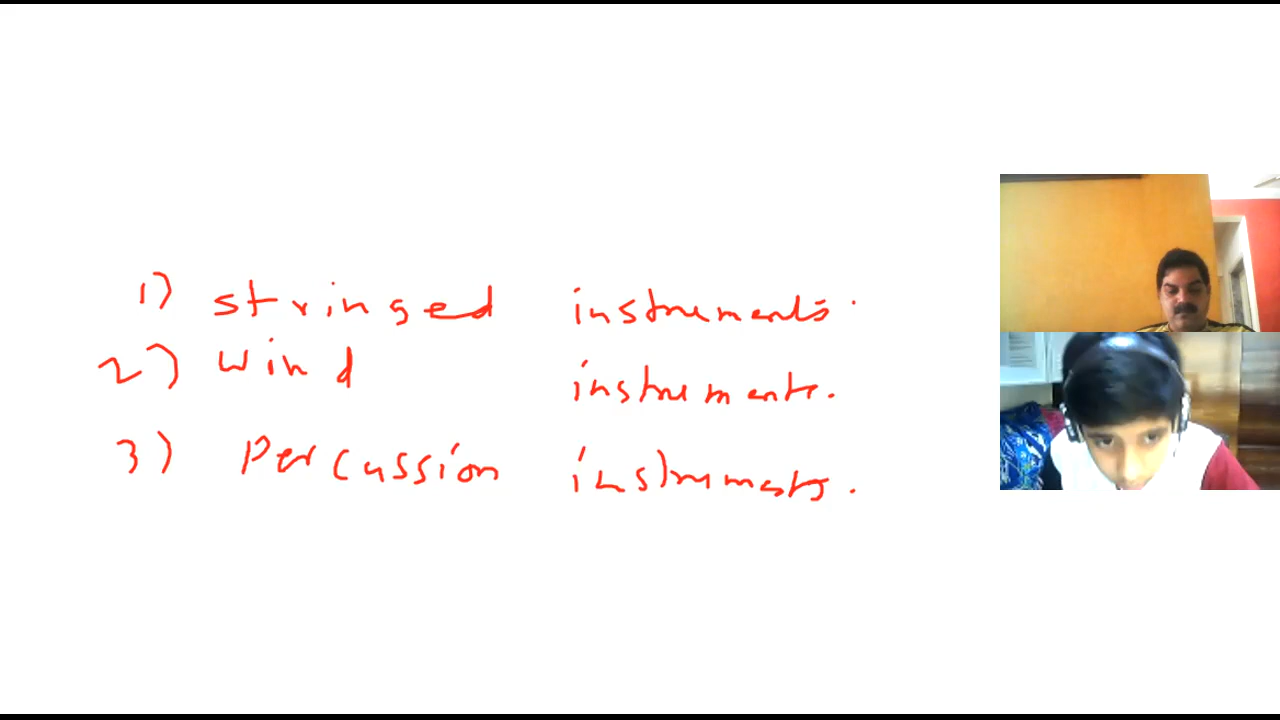 1) stringed instruments.
2) wind instruments.
3) Percussion instruments.